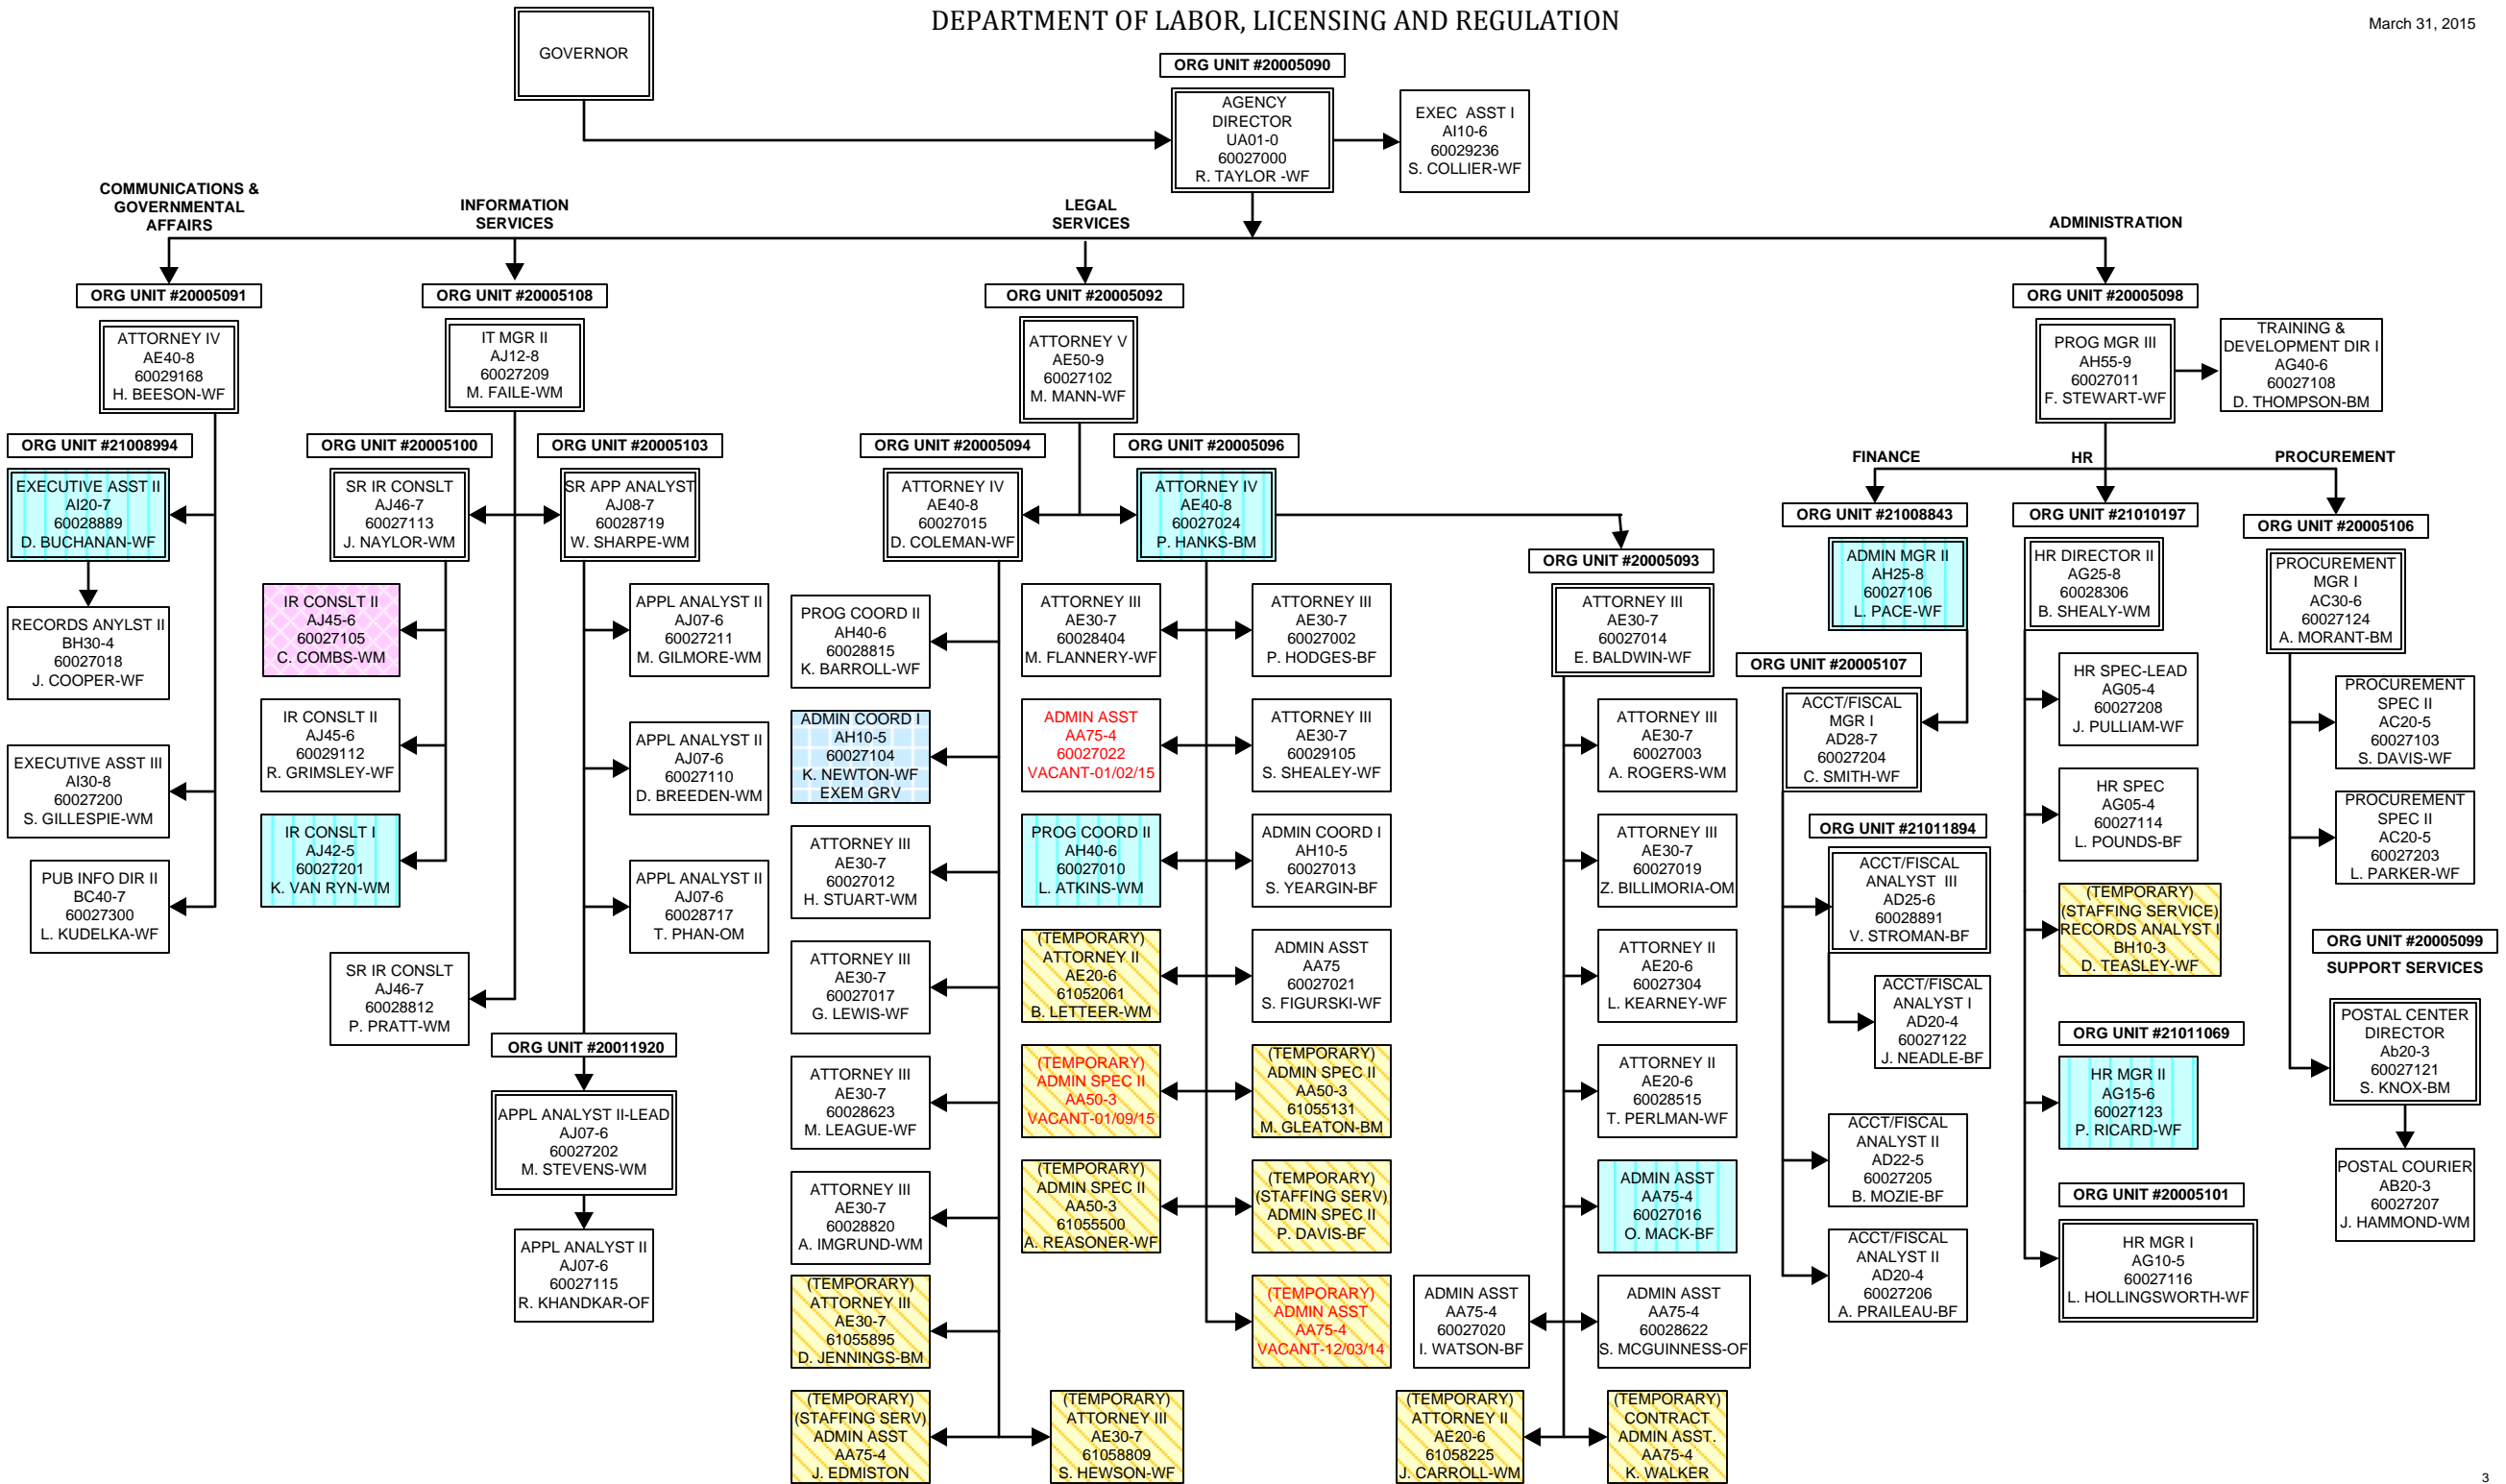 DEPARTMENT OF LABOR, LICENSING AND REGULATION
March 31, 2015
GOVERNOR
ORG UNIT #20005090
AGENCY
DIRECTOR
UA01-0
60027000
R. TAYLOR -WF
EXEC  ASST I
AI10-6
60029236
S. COLLIER-WF
COMMUNICATIONS &
GOVERNMENTAL
AFFAIRS
INFORMATION
SERVICES
LEGAL
SERVICES
ADMINISTRATION
ORG UNIT #20005091
ATTORNEY IV
AE40-8
60029168
H. BEESON-WF
ORG UNIT #21008994
EXECUTIVE ASST II
AI20-7
60028889
D. BUCHANAN-WF
RECORDS ANYLST II
BH30-4
60027018
J. COOPER-WF
EXECUTIVE ASST III
AI30-8
60027200
S. GILLESPIE-WM
PUB INFO DIR II
BC40-7
60027300
L. KUDELKA-WF
ORG UNIT #20005108
IT MGR II
AJ12-8
60027209
M. FAILE-WM
ORG UNIT #20005100
SR IR CONSLT
AJ46-7
60027113
J. NAYLOR-WM
IR CONSLT II
AJ45-6
60027105
C. COMBS-WM
IR CONSLT II
AJ45-6
60029112
R. GRIMSLEY-WF
IR CONSLT I
AJ42-5
60027201
K. VAN RYN-WM
SR IR CONSLT
AJ46-7
60028812
P. PRATT-WM
ORG UNIT #20005103
SR APP ANALYST
AJ08-7
60028719
W. SHARPE-WM
APPL ANALYST II
AJ07-6
60027211
M. GILMORE-WM
APPL ANALYST II
AJ07-6
60027110
D. BREEDEN-WM
APPL ANALYST II
AJ07-6
60028717
T. PHAN-OM
ORG UNIT #20011920
APPL ANALYST II-LEAD
AJ07-6
60027202
M. STEVENS-WM
APPL ANALYST II
AJ07-6
60027115
R. KHANDKAR-OF
ORG UNIT #20005092
ATTORNEY V
AE50-9
60027102
M. MANN-WF
ORG UNIT #20005094
ATTORNEY IV
AE40-8
60027015
D. COLEMAN-WF
PROG COORD II
AH40-6
60028815
K. BARROLL-WF
ADMIN COORD I
AH10-5
60027104
K. NEWTON-WF
EXEM GRV
ATTORNEY III
AE30-7
60027012
H. STUART-WM
ATTORNEY III
AE30-7
60027017
G. LEWIS-WF
ATTORNEY III
AE30-7
60028623
M. LEAGUE-WF
ATTORNEY III
AE30-7
60028820
A. IMGRUND-WM
(TEMPORARY)
ATTORNEY III
AE30-7
61055895
D. JENNINGS-BM
(TEMPORARY)
(STAFFING SERV)
ADMIN ASST
AA75-4
J. EDMISTON
(TEMPORARY)
ATTORNEY III
AE30-7
61058809
S. HEWSON-WF
ORG UNIT #20005096
ATTORNEY IV
AE40-8
60027024
P. HANKS-BM
ATTORNEY III
AE30-7
60028404
M. FLANNERY-WF
ATTORNEY III
AE30-7
60027002
P. HODGES-BF
ADMIN ASST
AA75-4
60027022
VACANT-01/02/15
ATTORNEY III
AE30-7
60029105
S. SHEALEY-WF
PROG COORD II
AH40-6
60027010
L. ATKINS-WM
ADMIN COORD I
AH10-5
60027013
S. YEARGIN-BF
(TEMPORARY)
ATTORNEY II
AE20-6
61052061
B. LETTEER-WM
ADMIN ASST
AA75
60027021
S. FIGURSKI-WF
(TEMPORARY)
ADMIN SPEC II
AA50-3
VACANT-01/09/15
(TEMPORARY)
ADMIN SPEC II
AA50-3
61055131
M. GLEATON-BM
(TEMPORARY)
ADMIN SPEC II
AA50-3
61055500
A. REASONER-WF
(TEMPORARY)
(STAFFING SERV)
ADMIN SPEC II
P. DAVIS-BF
(TEMPORARY)
ADMIN ASST
AA75-4
VACANT-12/03/14
ORG UNIT #20005093
ATTORNEY III
AE30-7
60027014
E. BALDWIN-WF
ATTORNEY III
AE30-7
60027003
A. ROGERS-WM
ATTORNEY III
AE30-7
60027019
Z. BILLIMORIA-OM
ATTORNEY II
AE20-6
60027304
L. KEARNEY-WF
ATTORNEY II
AE20-6
60028515
T. PERLMAN-WF
ADMIN ASST
AA75-4
60027016
O. MACK-BF
ADMIN ASST
AA75-4
60027020
I. WATSON-BF
ADMIN ASST
AA75-4
60028622
S. MCGUINNESS-OF
(TEMPORARY)
ATTORNEY II
AE20-6
61058225
J. CARROLL-WM
(TEMPORARY)
CONTRACT
ADMIN ASST.
AA75-4
K. WALKER
ORG UNIT #20005098
PROG MGR III
AH55-9
60027011
F. STEWART-WF
TRAINING &
DEVELOPMENT DIR I
AG40-6
60027108
D. THOMPSON-BM
FINANCE
HR
PROCUREMENT
ORG UNIT #21008843
ADMIN MGR II
AH25-8
60027106
L. PACE-WF
ORG UNIT #20005107
ACCT/FISCAL
MGR I
AD28-7
60027204
C. SMITH-WF
ORG UNIT #21011894
ACCT/FISCAL
ANALYST  III
AD25-6
60028891
V. STROMAN-BF
ACCT/FISCAL
ANALYST I
AD20-4
60027122
J. NEADLE-BF
ACCT/FISCAL
ANALYST II
AD22-5
60027205
B. MOZIE-BF
ACCT/FISCAL
ANALYST II
AD20-4
60027206
A. PRAILEAU-BF
ORG UNIT #21010197
HR DIRECTOR II
AG25-8
60028306
B. SHEALY-WM
HR SPEC-LEAD
AG05-4
60027208
J. PULLIAM-WF
HR SPEC
AG05-4
60027114
L. POUNDS-BF
(TEMPORARY)
(STAFFING SERVICE)
RECORDS ANALYST I
BH10-3
D. TEASLEY-WF
ORG UNIT #21011069
HR MGR II
AG15-6
60027123
P. RICARD-WF
ORG UNIT #20005101
HR MGR I
AG10-5
60027116
L. HOLLINGSWORTH-WF
ORG UNIT #20005106
PROCUREMENT
MGR I
AC30-6
60027124
A. MORANT-BM
PROCUREMENT
SPEC II
AC20-5
60027103
S. DAVIS-WF
PROCUREMENT
SPEC II
AC20-5
60027203
L. PARKER-WF
ORG UNIT #20005099
SUPPORT SERVICES
POSTAL CENTER
DIRECTOR
Ab20-3
60027121
S. KNOX-BM
POSTAL COURIER
AB20-3
60027207
J. HAMMOND-WM
3